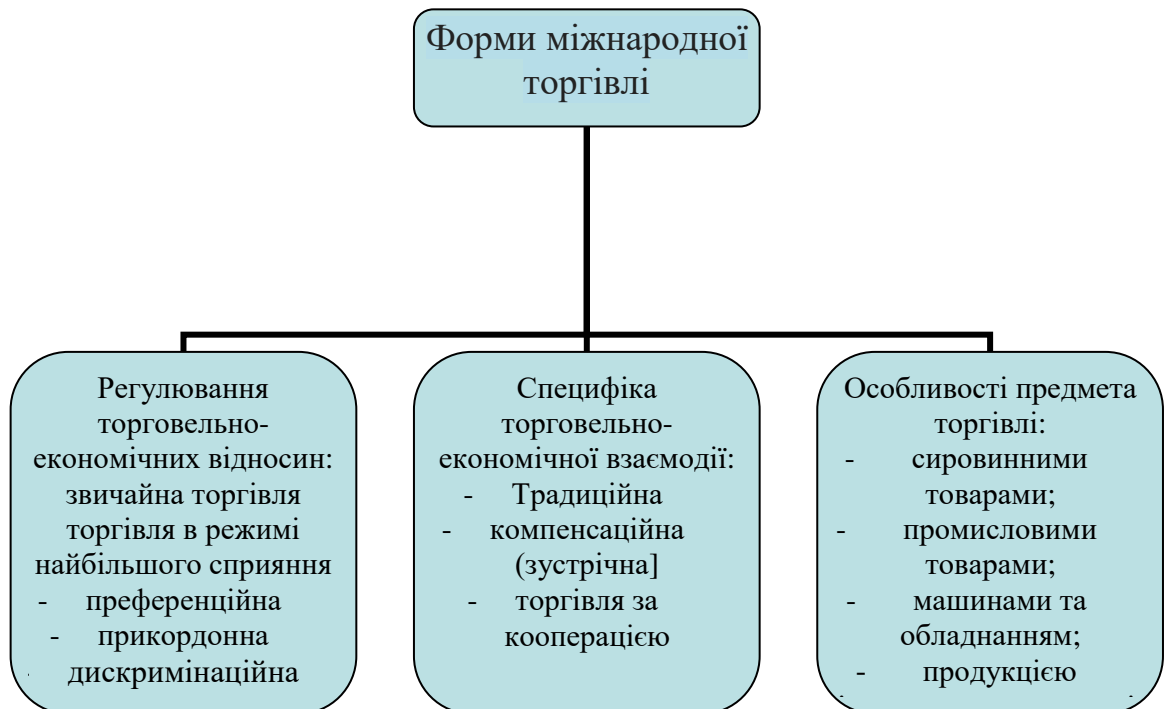 Форми міжнародної
торгівлі
Регулювання
торговельно-
економічних відносин:
звичайна торгівля
торгівля в режимі
найбільшого сприяння
- преференційна
- прикордонна
дискримінаційна
Специфіка
торговельно-
економічної взаємодії:
- Традиційна
- компенсаційна
(зустрічна]
- торгівля за
кооперацією
Особливості предмета
торгівлі:
- сировинними
товарами;
- промисловими
товарами;
- машинами та
обладнанням;
- продукцією